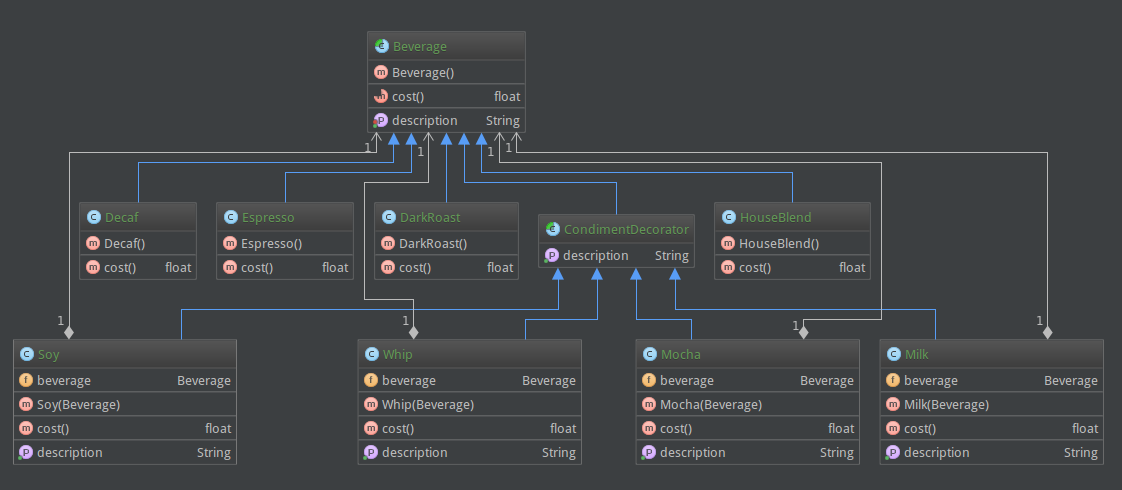 Beverage
Beverage()
cost() float
description String
1 1 1 1
Decaf
Decaf()
cost() float
Espresso
Espresso()
cost() float
DarkRoast
DarkRoast()
cost() float
CondimentDecorator
description String
HouseBlend
HouseBlend()
cost() float
1 1 1 1
Soy
beverage Beverage
Soy(Beverage)
cost() float
description String
Whip
beverage Beverage
Whip(Beverage)
cost() float
description String
Mocha
beverage Beverage
Mocha(Beverage)
cost() float
description String
Milk
beverage Beverage
Milk(Beverage)
cost() float
description String